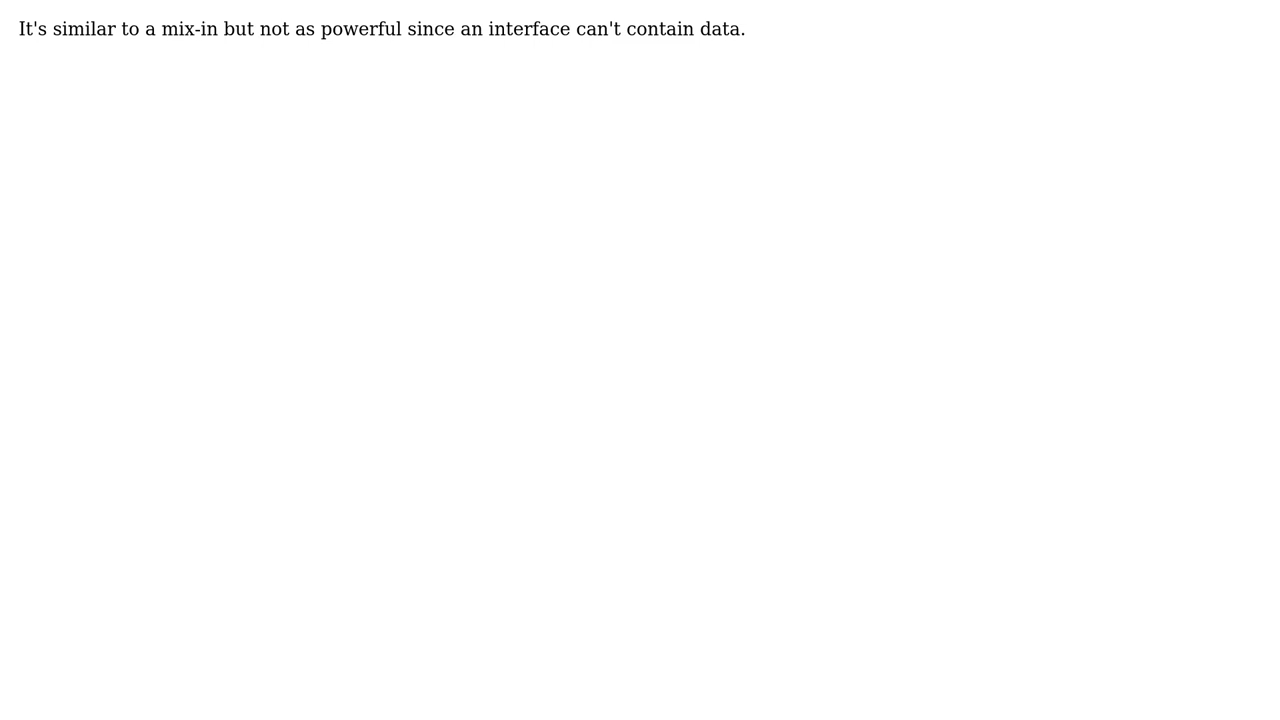 It's similar to a mix-in but not as powerful since an interface can't contain data.